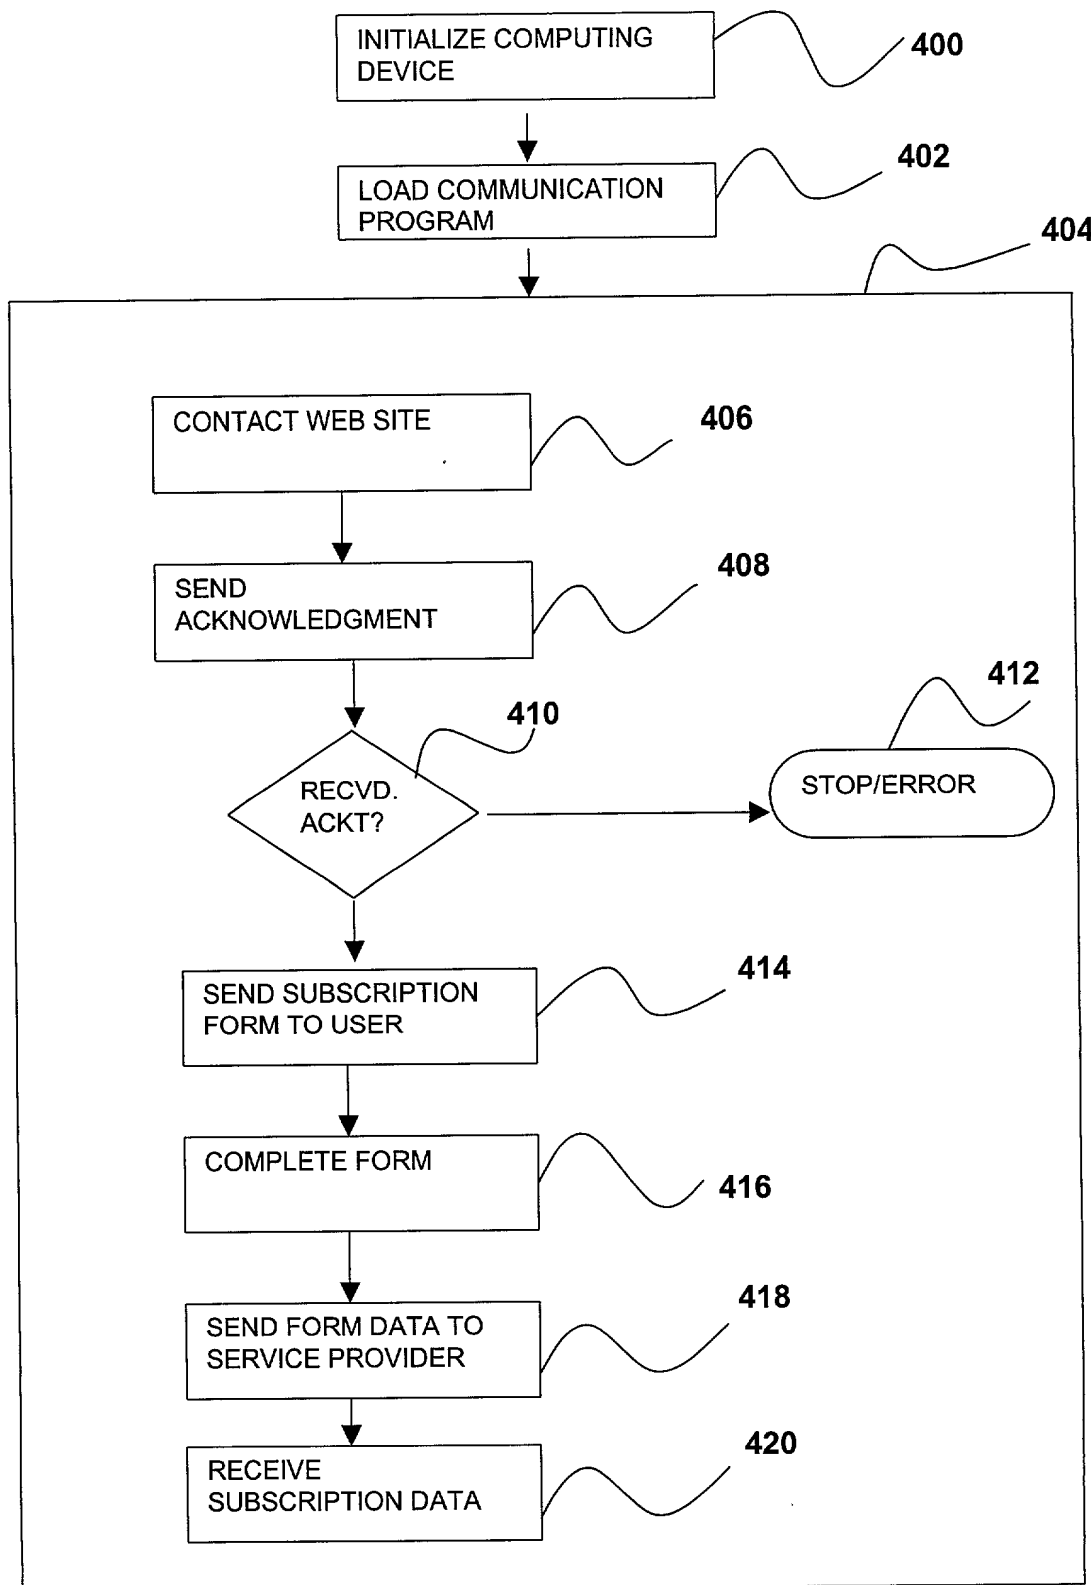 INITIALIZE COMPUTING
DEVICE
400
LOAD COMMUNICATION
PROGRAM
402
404
CONTACT WEB SITE
406
SEND
ACKNOWLEDGMENT
408
410
RECVD.
ACKT?
412
STOP/ERROR
SEND SUBSCRIPTION
FORM TO USER
414
COMPLETE FORM
416
SEND FORM DATA TO
SERVICE PROVIDER
418
RECEIVE
SUBSCRIPTION DATA
420